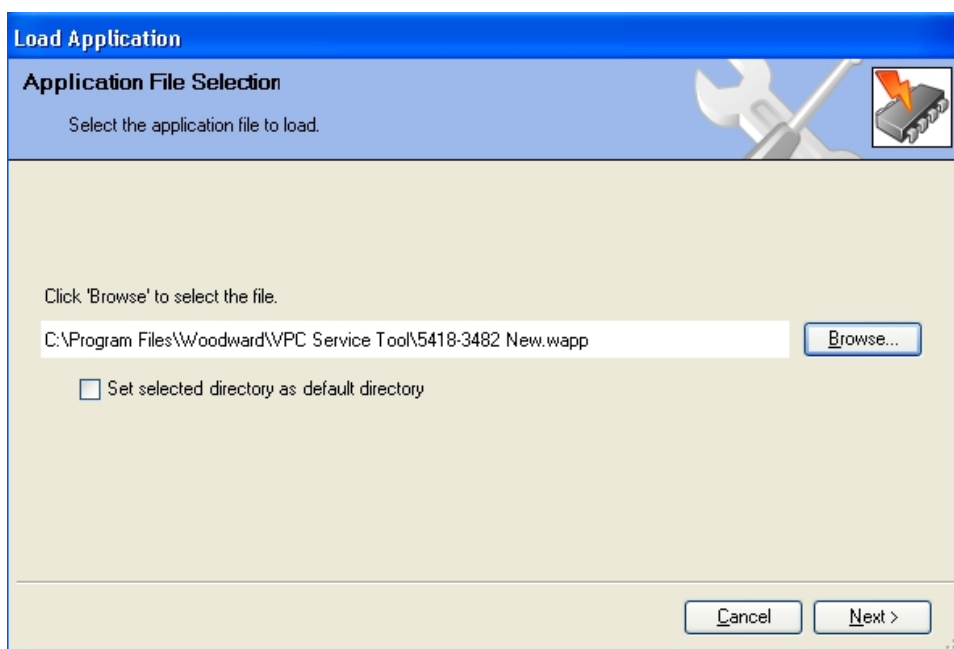 Load Application
Application File Selection
Select the application file to load.
Click 'Browse' to select the file.
C:\Program Files\Woodward\VPC Service Tool\5418-3482 New.wapp
Browse...
Set selected directory as default directory
Cancel
Next >